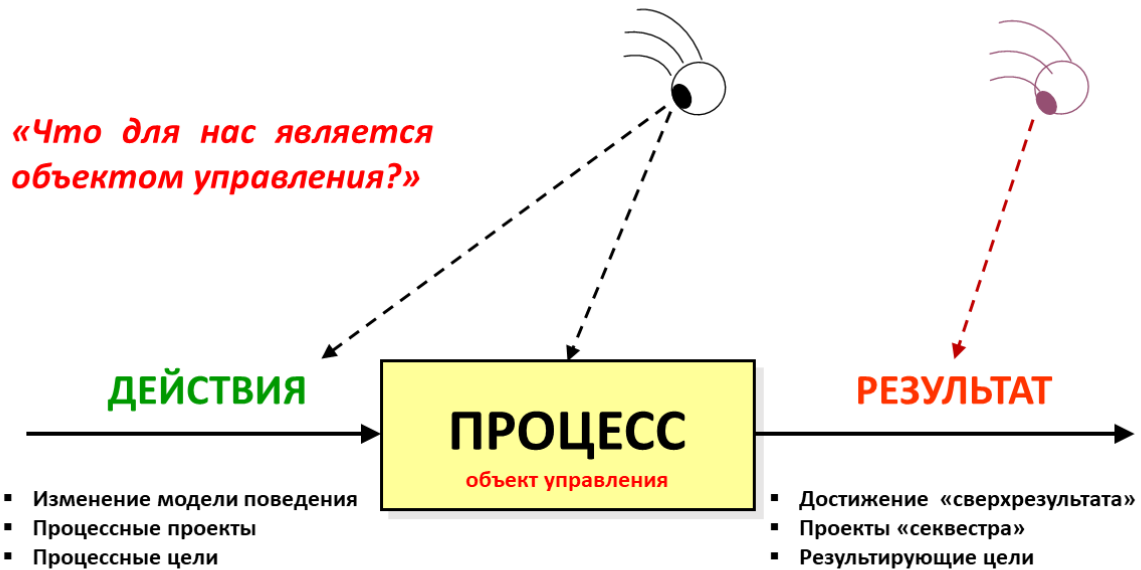 «Что для нас является
объектом управления?»
ДЕЙСТВИЯ
ПРОЦЕСС
объект управления
РЕЗУЛЬТАТ
▪ Изменение модели поведения
▪ Процессные проекты
▪ Процессные цели
▪ Достижение «сверхрезультата»
▪ Проекты «секвестра»
▪ Результирующие цели